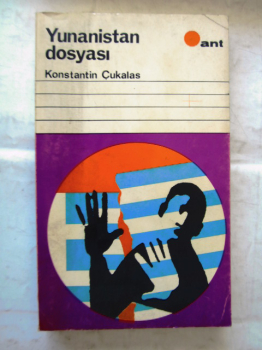 Yunanistan
dosyası
ant
Konstantin Çukalas